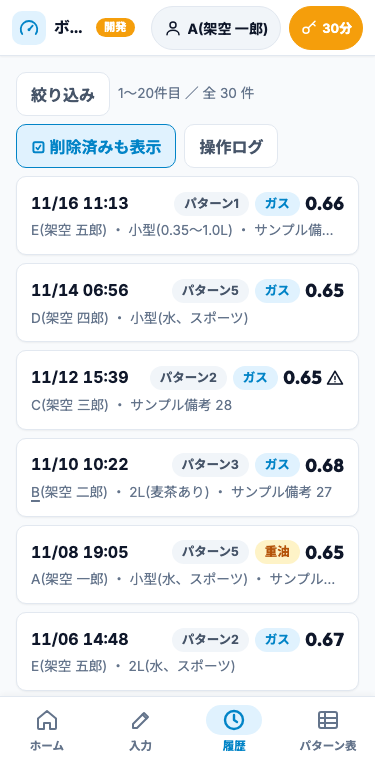 ボ... 開発 A(架空 一郎) 30分
絞り込み 1〜20件目 ／ 全 30 件
削除済みも表示 操作ログ
11/16 11:13 パターン1 ガス 0.66
E(架空 五郎) ・ 小型(0.35〜1.0L) ・ サンプル備...
11/14 06:56 パターン5 ガス 0.65
D(架空 四郎) ・ 小型(水、スポーツ)
11/12 15:39 パターン2 ガス 0.65
C(架空 三郎) ・ サンプル備考 28
11/10 10:22 パターン3 ガス 0.68
B(架空 二郎) ・ 2L(麦茶あり) ・ サンプル備考 27
11/08 19:05 パターン5 重油 0.65
A(架空 一郎) ・ 小型(水、スポーツ) ・ サンプル...
11/06 14:48 パターン2 ガス 0.67
E(架空 五郎) ・ 2L(水、スポーツ)
ホーム 入力 履歴 パターン表